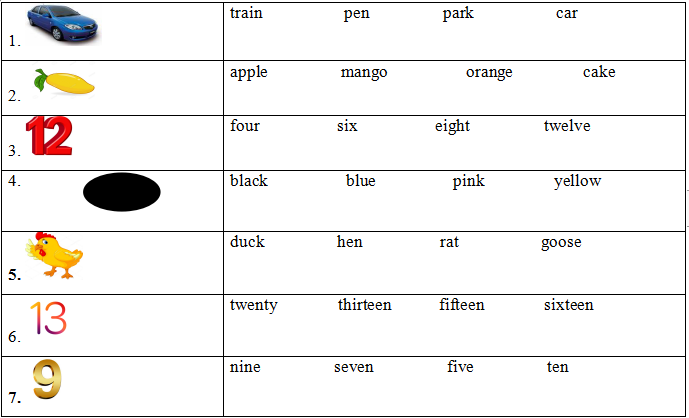 train pen park car
1.
apple mango orange cake
2.
four six eight twelve
3. 12
4. black blue pink yellow
duck hen rat goose
5.
twenty thirteen fifteen sixteen
6. 13
nine seven five ten
7. 9